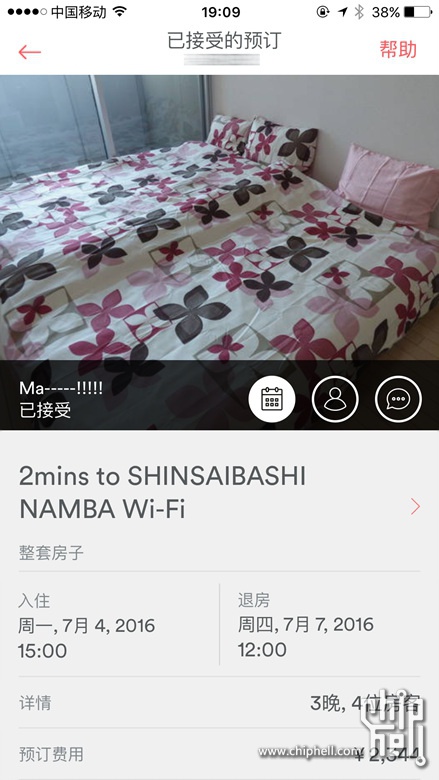 中国移动
19:09
38%
已接受的预订
帮助
Ma-----!!!!!
已接受
2mins to SHINSAIBASHI
NAMBA Wi-Fi
整套房子
入住
周一, 7月 4, 2016
15:00
退房
周四, 7月 7, 2016
12:00
详情
3晚, 4位房客
预订费用
¥2,344
www.chiphell.com
chip
hell